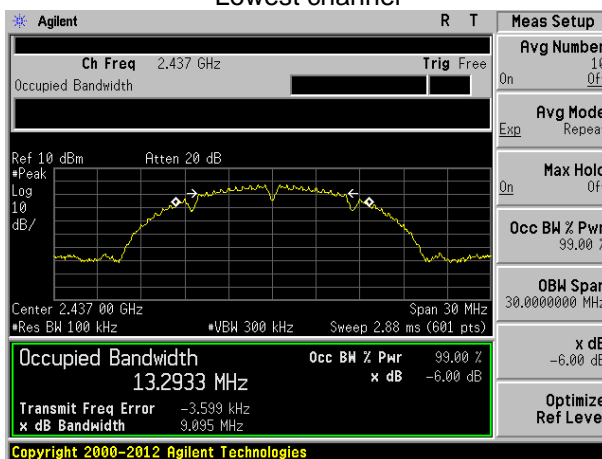 Lowest channel
Agilent R T Meas Setup
Ch Freq 2.437 GHz Trig Free
Occupied Bandwidth
Ref 10 dBm Atten 20 dB
#Peak
Log
10
dB/
Center 2.437 00 GHz Span 30 MHz
#Res BW 100 kHz #VBW 300 kHz Sweep 2.88 ms (601 pts)
Occupied Bandwidth Occ BW % Pwr 99.00 %
13.2933 MHz x dB -6.00 dB
Transmit Freq Error -3.599 kHz
x dB Bandwidth 9.095 MHz
Copyright 2000-2012 Agilent Technologies
Avg Number
10
On Of
Avg Mode
Exp Repea
Max Hold
On Of
Occ BW % Pwr
99.00 %
OBW Span
30.0000000 MHz
x dB
-6.00 dB
Optimize
Ref Level